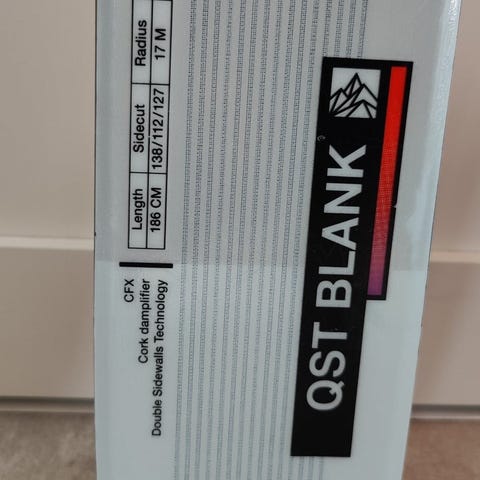 Length Sidecut Radius
186 CM 138/112/127 17 M
CFX
Cork damplifier
Double Sidewalls Technology
QST BLANK